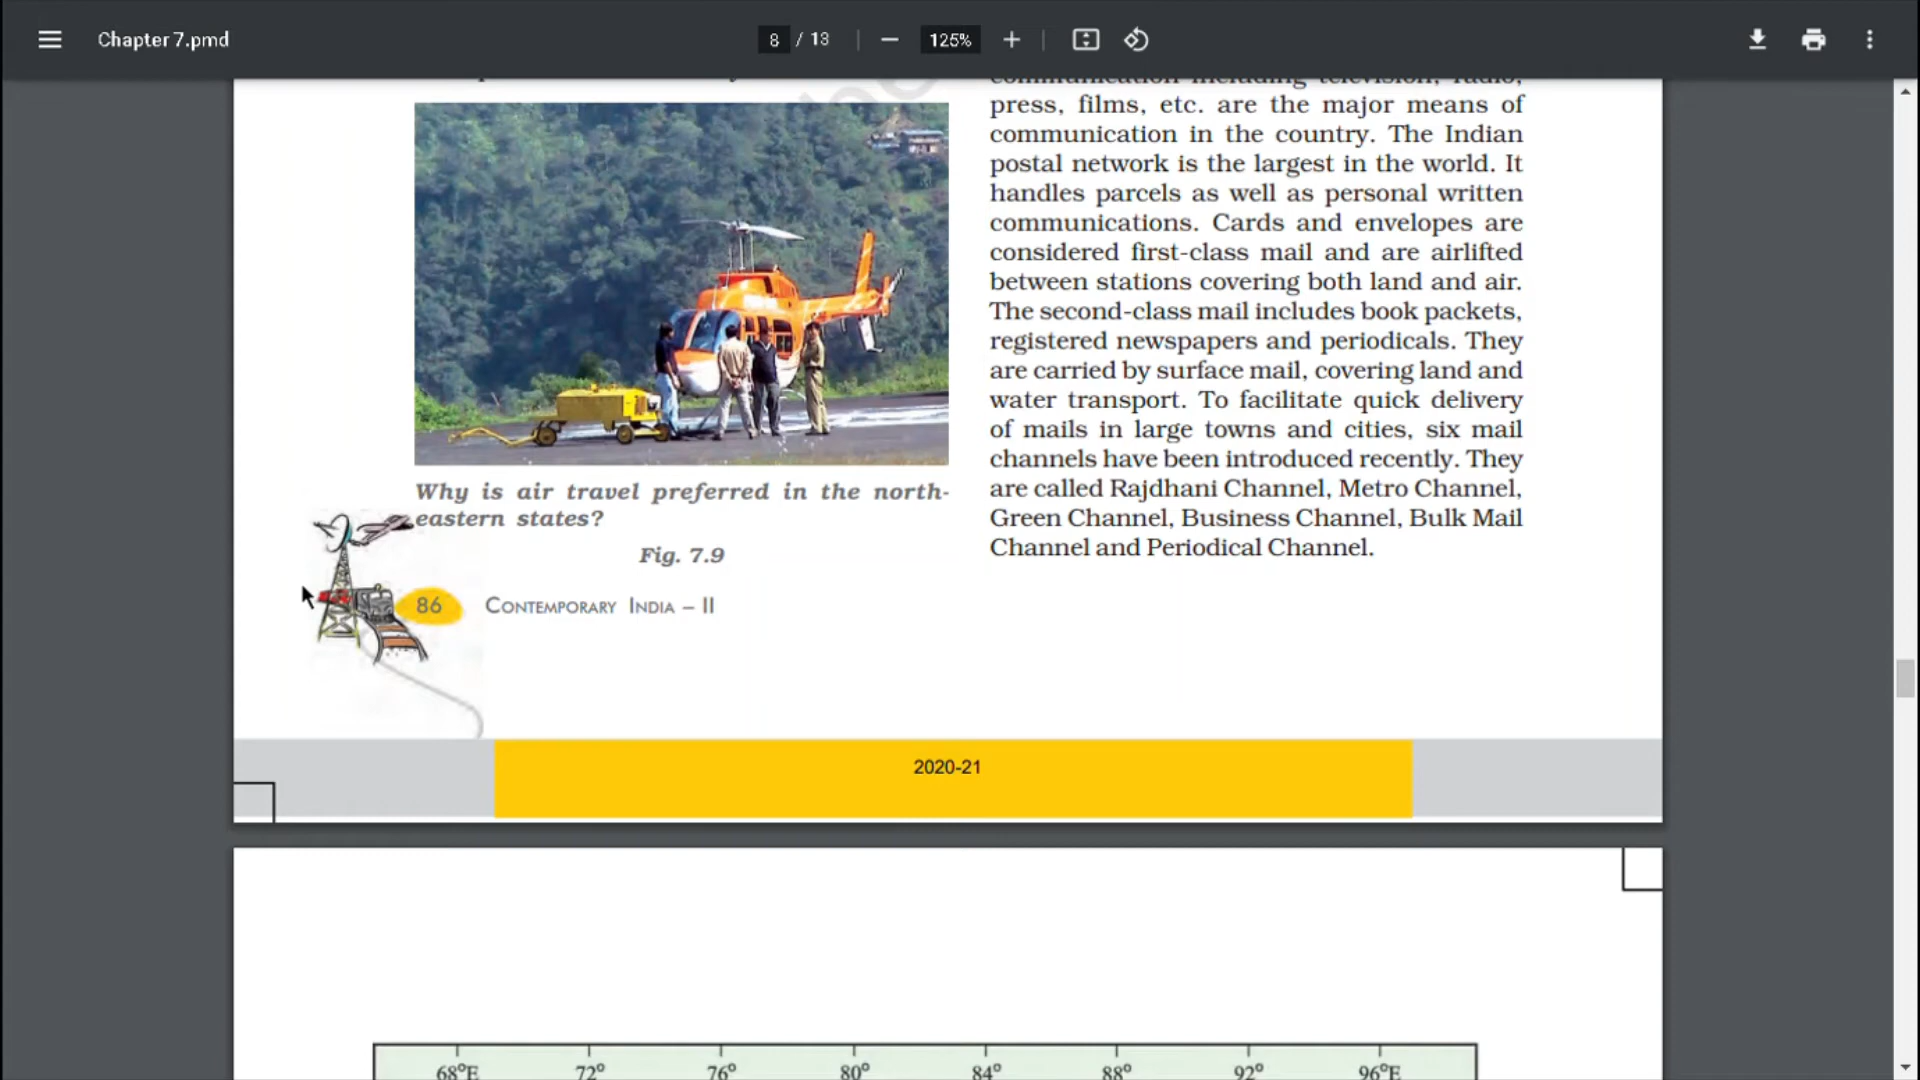 Chapter 7.pmd
8 / 13
125%
communication including television, radio,
press, films, etc. are the major means of
communication in the country. The Indian
postal network is the largest in the world. It
handles parcels as well as personal written
communications. Cards and envelopes are
considered first-class mail and are airlifted
between stations covering both land and air.
The second-class mail includes book packets,
registered newspapers and periodicals. They
are carried by surface mail, covering land and
water transport. To facilitate quick delivery
of mails in large towns and cities, six mail
channels have been introduced recently. They
are called Rajdhani Channel, Metro Channel,
Green Channel, Business Channel, Bulk Mail
Channel and Periodical Channel.
Why is air travel preferred in the north-
eastern states?
Fig. 7.9
86 CONTEMPORARY INDIA – II
2020-21
68°E 72° 76° 80° 84° 88° 92° 96°E